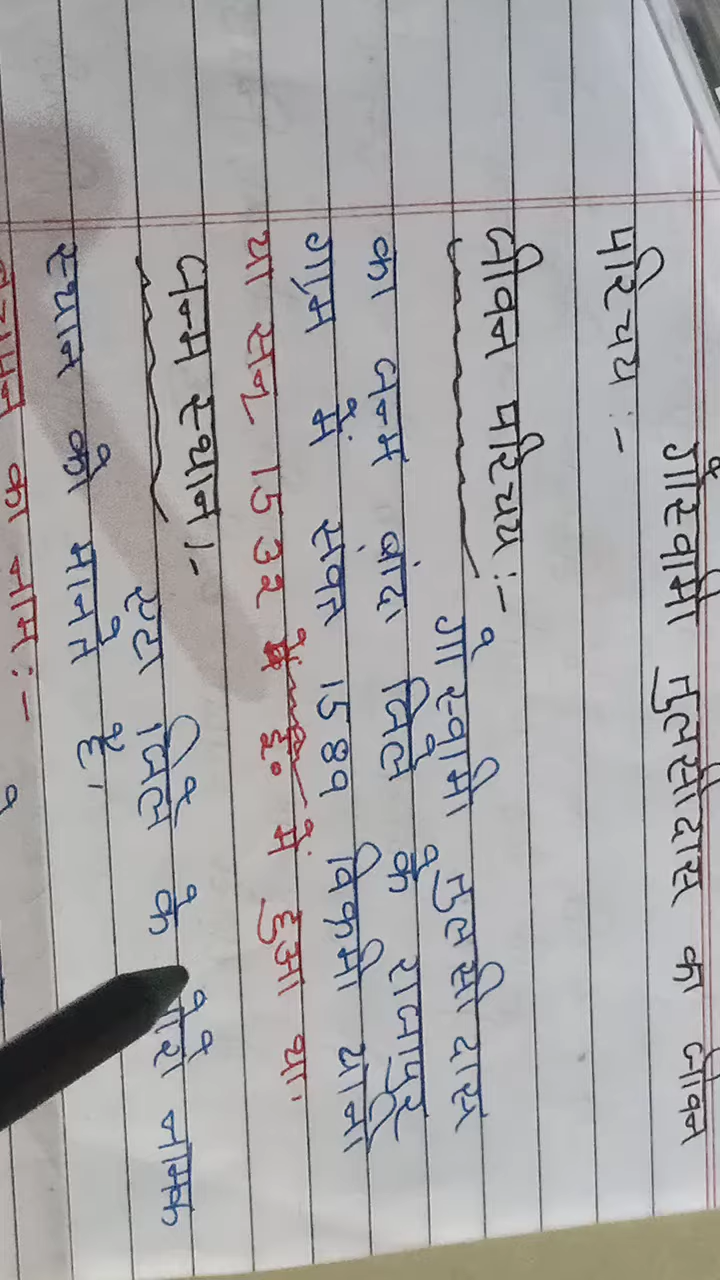 गोस्वामी तुलसीदास का जीवन
परिचय :-
जीवन परिचय :-
गोस्वामी तुलसी दास
का जन्म बांदा जिले के राजापुर
ग्राम में संवत 1589 विक्रमी यानी
या सन् 1532 ई० में हुआ था.
जन्म स्थान :-
एटा जिले के नामक
स्थान को मानते है.
का नाम :-